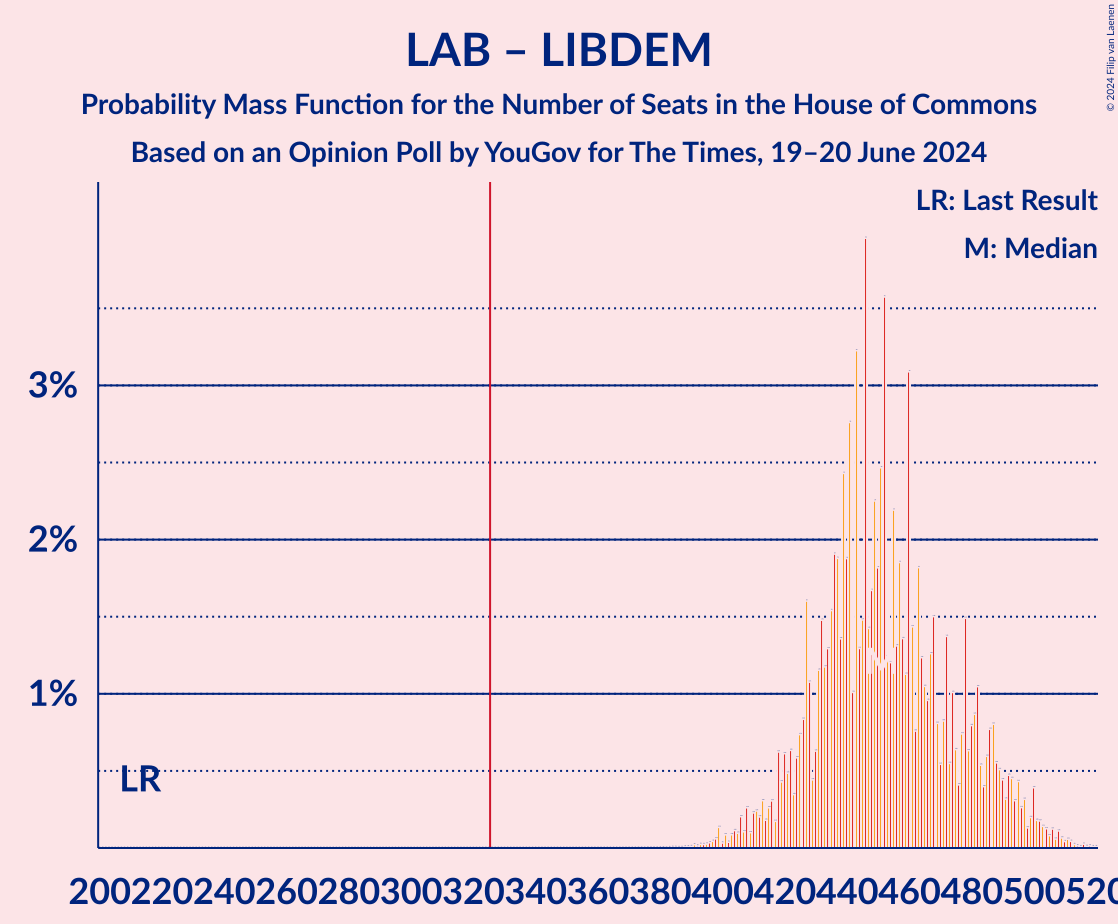 © 2024 Filip van Laenen
LAB – LIBDEM
Probability Mass Function for the Number of Seats in the House of Commons
Based on an Opinion Poll by YouGov for The Times, 19–20 June 2024
LR: Last Result
M: Median
3%
2%
1%
LR
200220240260280300320340360380400420440460480500520